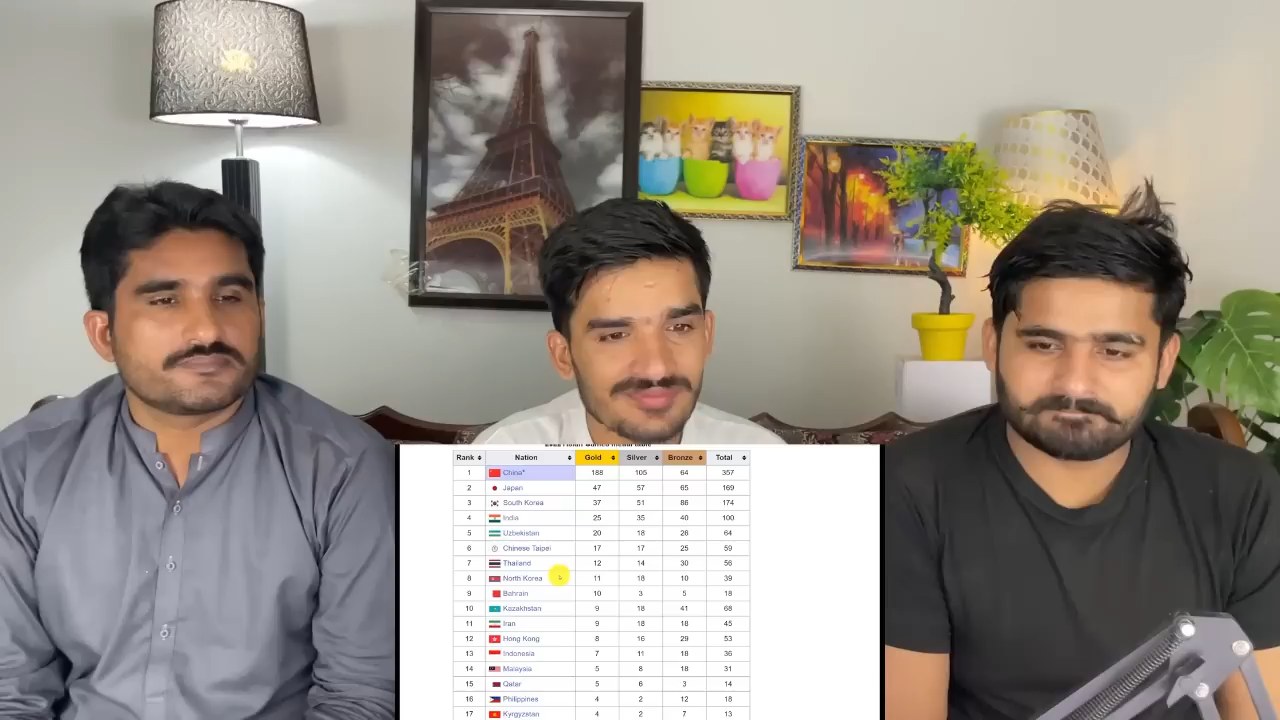 2022 Asian Games medal table
Rank Nation Gold Silver Bronze Total
1 China* 188 105 64 357
2 Japan 47 57 65 169
3 South Korea 37 51 86 174
4 India 25 35 40 100
5 Uzbekistan 20 18 26 64
6 Chinese Taipei 17 17 25 59
7 Thailand 12 14 30 56
8 North Korea 11 18 10 39
9 Bahrain 10 3 5 18
10 Kazakhstan 9 18 41 68
11 Iran 9 18 18 45
12 Hong Kong 8 16 29 53
13 Indonesia 7 11 18 36
14 Malaysia 5 8 18 31
15 Qatar 5 6 3 14
16 Philippines 4 2 12 18
17 Kyrgyzstan 4 2 7 13